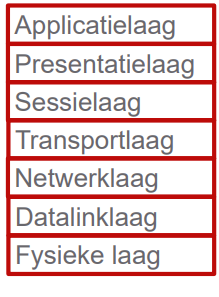 Applicatielaag
Presentatielaag
Sessielaag
Transportlaag
Netwerklaag
Datalinklaag
Fysieke laag